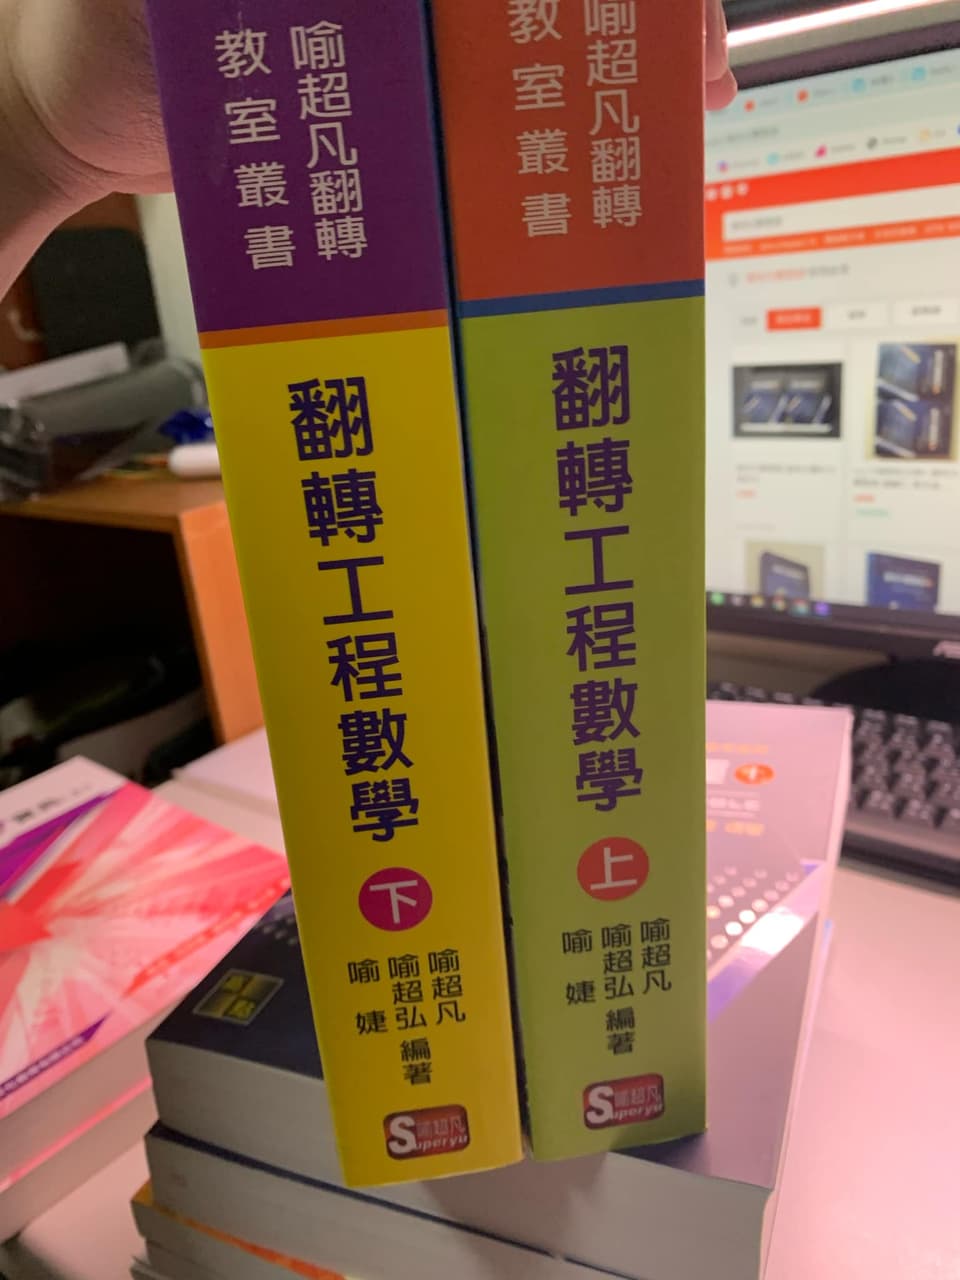 喻超凡翻轉
教室叢書
翻轉工程數學
下
喻超凡
喻超弘 編著
喻婕
喻超凡
Superyu
喻超凡翻轉
教室叢書
翻轉工程數學
上
喻超凡
喻超弘 編著
喻婕
喻超凡
Superyu